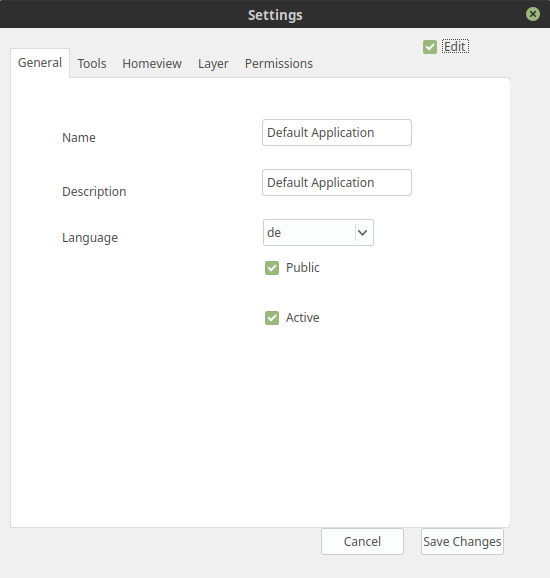 Settings
Edit
General Tools Homeview Layer Permissions
Name Default Application
Description Default Application
Language de
Public
Active
Cancel Save Changes